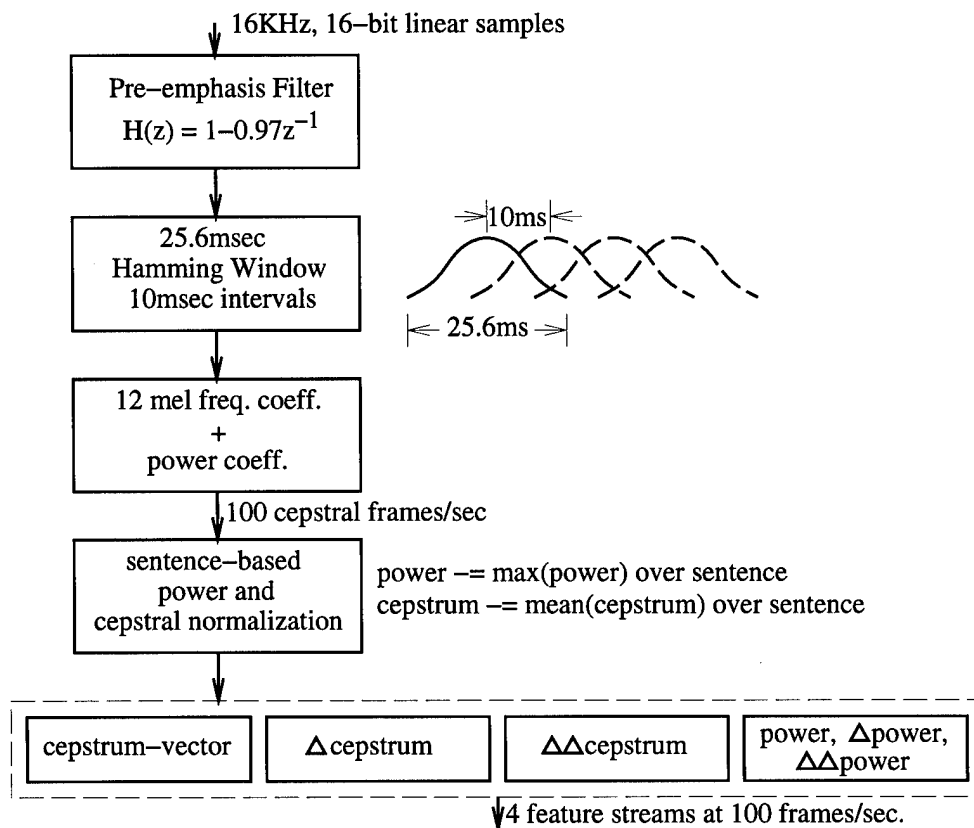 16KHz, 16-bit linear samples
Pre-emphasis Filter
H(z) = 1-0.97z⁻¹
25.6msec
Hamming Window
10msec intervals
10ms
25.6ms
12 mel freq. coeff.
+
power coeff.
100 cepstral frames/sec
sentence-based
power and
cepstral normalization
power -= max(power) over sentence
cepstrum -= mean(cepstrum) over sentence
cepstrum-vector
Δcepstrum
ΔΔcepstrum
power, Δpower,
ΔΔpower
4 feature streams at 100 frames/sec.